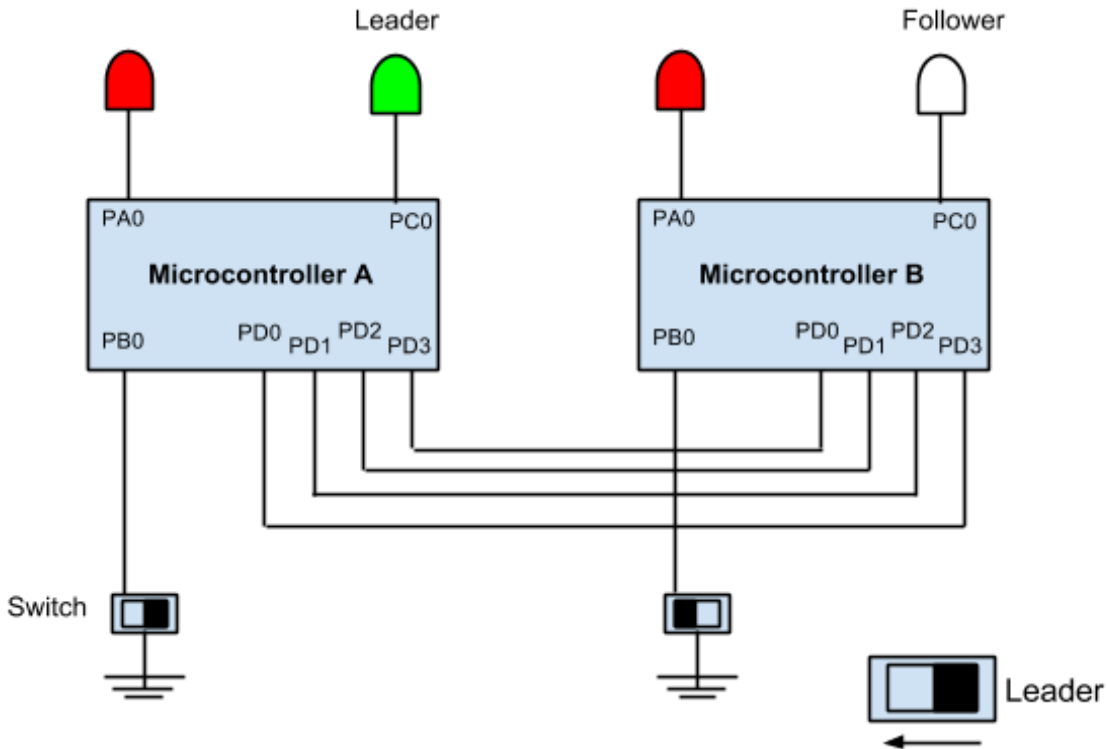 Leader
Follower
PA0
PC0
Microcontroller A
PB0
PD0
PD1
PD2
PD3
PA0
PC0
Microcontroller B
PB0
PD0
PD1
PD2
PD3
Switch
Leader